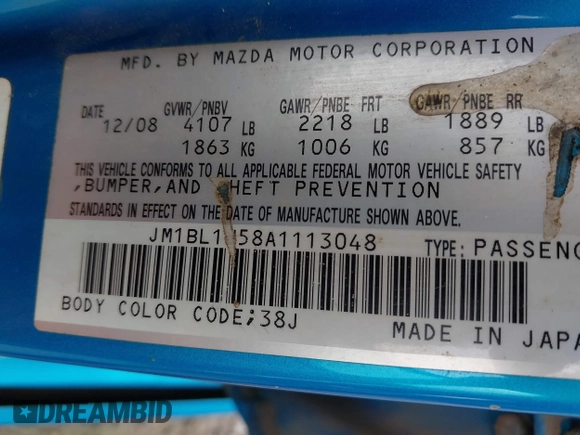 MFD. BY MAZDA MOTOR CORPORATION
DATE GVWR/PNBV GAWR/PNBE FRT GAWR/PNBE RR
12/08 4107 LB 2218 LB 1889 LB
1863 KG 1006 KG 857 KG
THIS VEHICLE CONFORMS TO ALL APPLICABLE FEDERAL MOTOR VEHICLE SAFETY
,BUMPER,AND THEFT PREVENTION
STANDARDS IN EFFECT ON THE DATE OF MANUFACTURE SHOWN ABOVE.
TYPE: PASSENG
BODY COLOR CODE;38J
MADE IN JAPA
DREAMBID